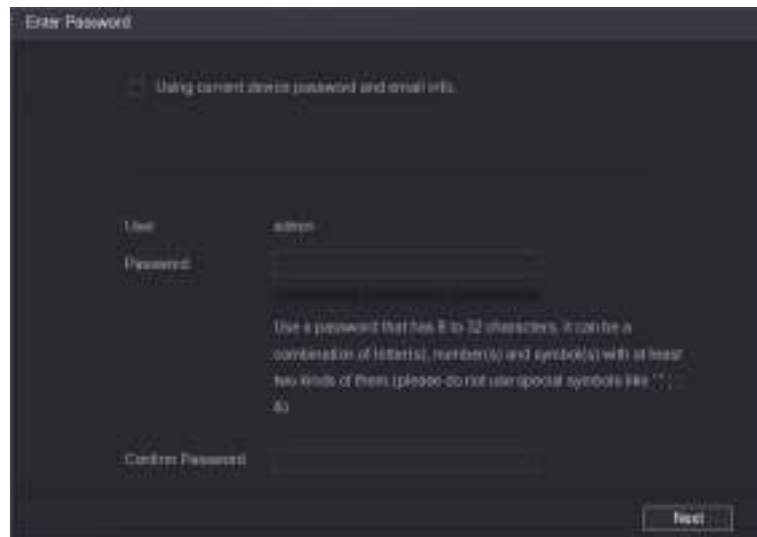 Enter Password
Using current device password and email info.
User
admin
Password
Use a password that has 8 to 32 characters, it can be a
combination of letter(s), number(s) and symbol(s) with at least
two kinds of them.(please do not use special symbols like ' " ;
&)
Confirm Password
Next